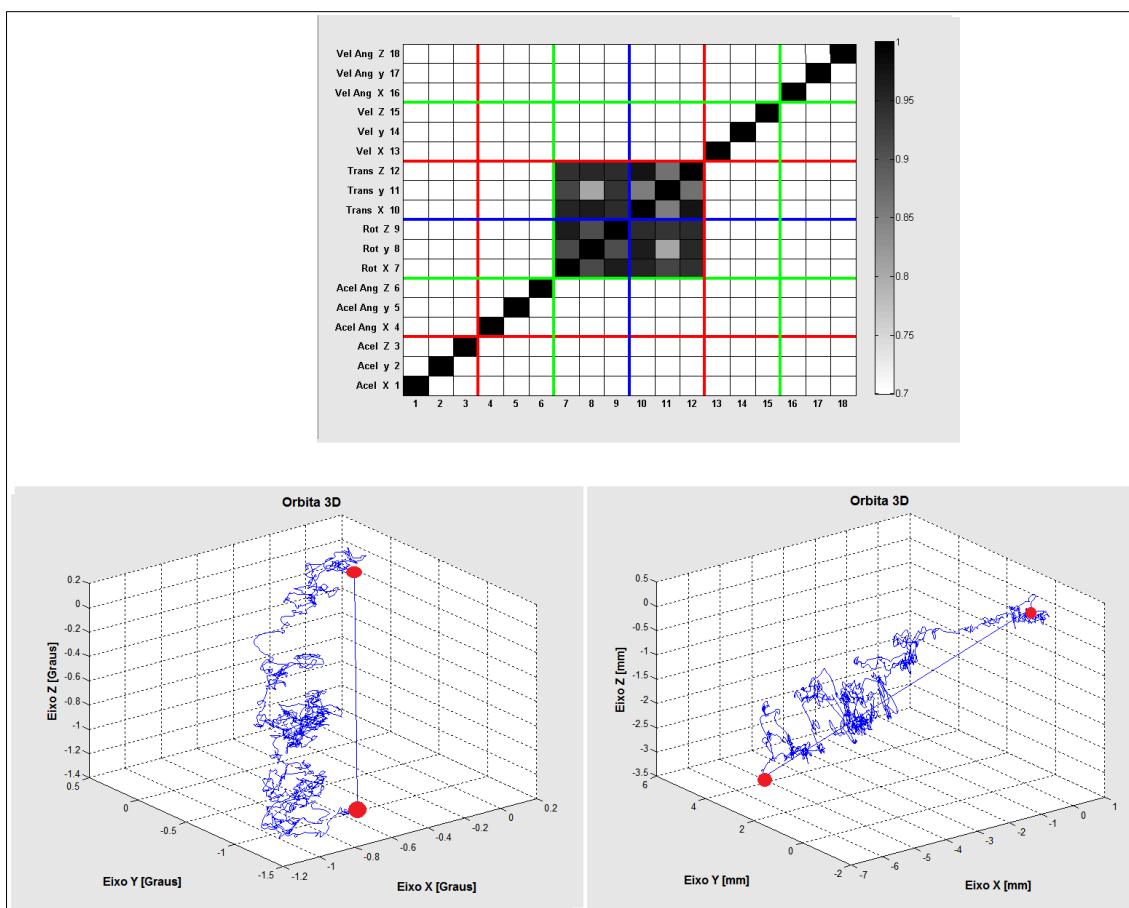 Vel Ang Z 18
Vel Ang y 17
Vel Ang X 16
Vel Z 15
Vel y 14
Vel X 13
Trans Z 12
Trans y 11
Trans X 10
Rot Z 9
Rot y 8
Rot X 7
Acel Ang Z 6
Acel Ang y 5
Acel Ang X 4
Acel Z 3
Acel y 2
Acel X 1
1 2 3 4 5 6 7 8 9 10 11 12 13 14 15 16 17 18
1
0.95
0.9
0.85
0.8
0.75
0.7
Orbita 3D
Eixo Z [Graus]
0.2
0
-0.2
-0.4
-0.6
-0.8
-1
-1.2
-1.4
0.5
0
-0.5
-1
-1.5
Eixo Y [Graus]
-1.2
-1
-0.8
-0.6
-0.4
-0.2
0
0.2
Eixo X [Graus]
Orbita 3D
Eixo Z [mm]
0.5
0
-0.5
-1
-1.5
-2
-2.5
-3
-3.5
6
4
2
0
-2
Eixo Y [mm]
-7
-6
-5
-4
-3
-2
-1
0
1
Eixo X [mm]